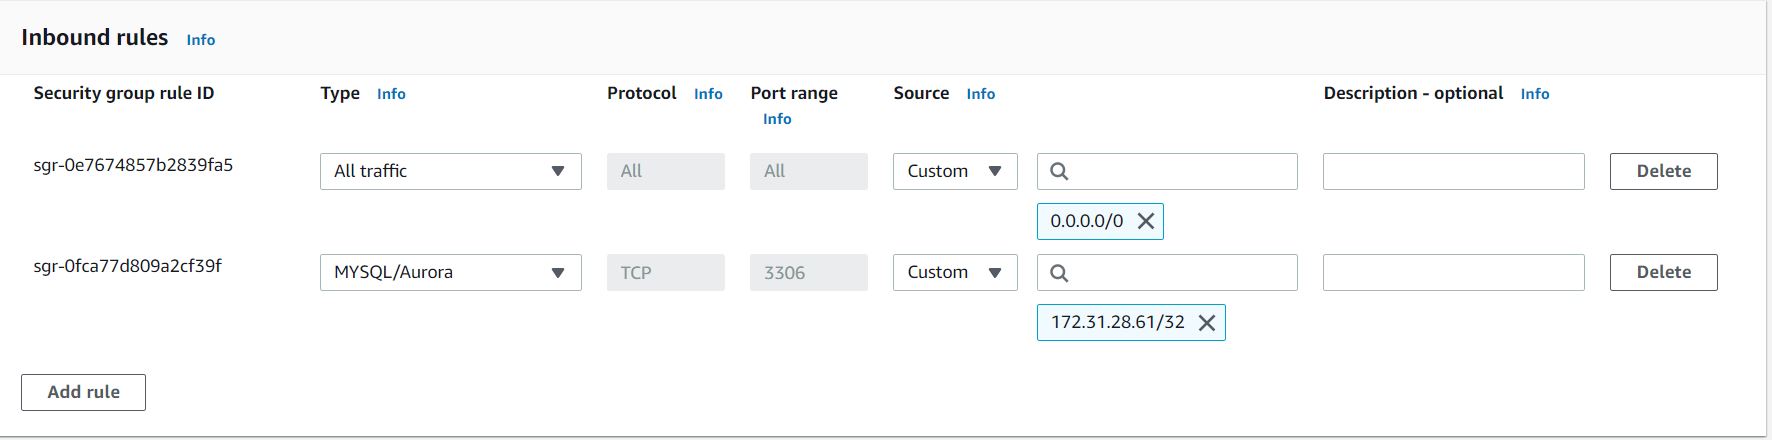 Inbound rules Info
Security group rule ID Type Info Protocol Info Port range Info Source Info Description - optional Info
sgr-0e7674857b2839fa5 All traffic All All Custom Delete
0.0.0.0/0
sgr-0fca77d809a2cf39f MYSQL/Aurora TCP 3306 Custom Delete
172.31.28.61/32
Add rule